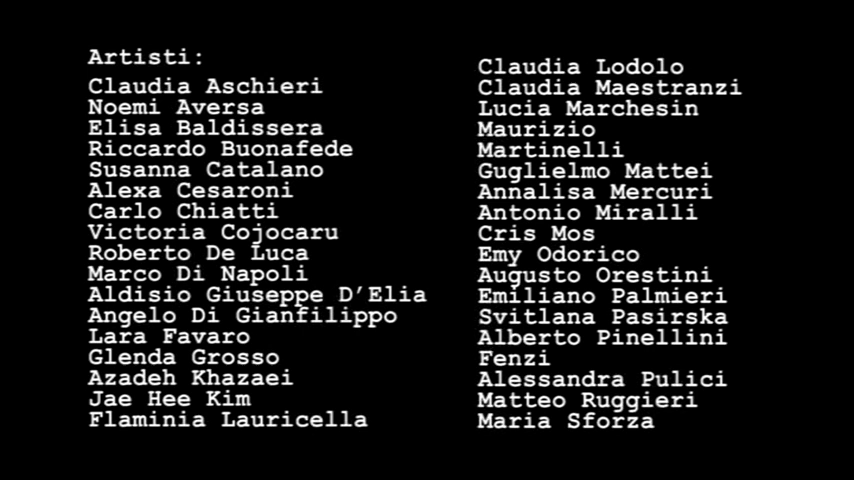 Artisti:
Claudia Aschieri
Noemi Aversa
Elisa Baldissera
Riccardo Buonafede
Susanna Catalano
Alexa Cesaroni
Carlo Chiatti
Victoria Cojocaru
Roberto De Luca
Marco Di Napoli
Aldisio Giuseppe D’Elia
Angelo Di Gianfilippo
Lara Favaro
Glenda Grosso
Azadeh Khazaei
Jae Hee Kim
Flaminia Lauricella
Claudia Lodolo
Claudia Maestranzi
Lucia Marchesin
Maurizio
Martinelli
Guglielmo Mattei
Annalisa Mercuri
Antonio Miralli
Cris Mos
Emy Odorico
Augusto Orestini
Emiliano Palmieri
Svitlana Pasirska
Alberto Pinellini
Fenzi
Alessandra Pulici
Matteo Ruggieri
Maria Sforza